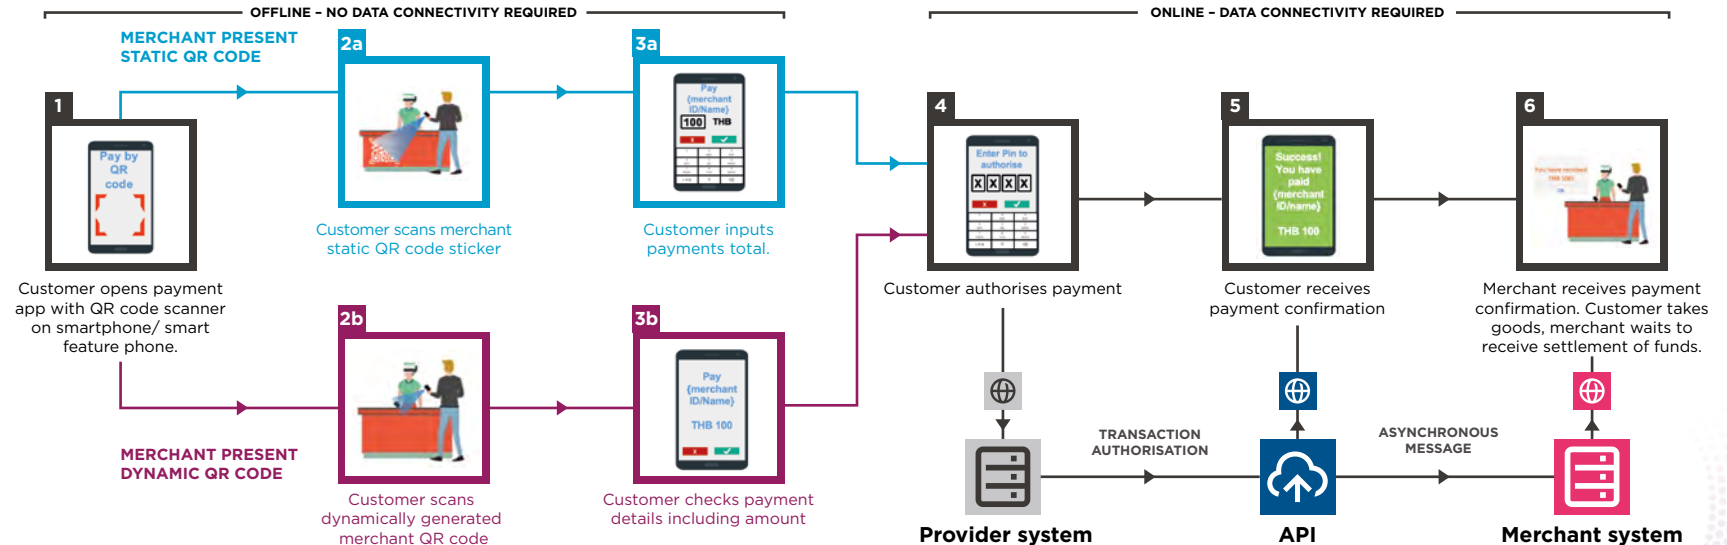 OFFLINE – NO DATA CONNECTIVITY REQUIRED
ONLINE – DATA CONNECTIVITY REQUIRED
MERCHANT PRESENT
STATIC QR CODE
1
Pay by
QR
code
Customer opens payment
app with QR code scanner
on smartphone/ smart
feature phone.
2a
Customer scans merchant
static QR code sticker
3a
Pay
{merchant
ID/Name}
100 THB
X
Customer inputs
payments total.
MERCHANT PRESENT
DYNAMIC QR CODE
2b
Customer scans
dynamically generated
merchant QR code
3b
Pay
{merchant
ID/Name}
THB 100
X
Customer checks payment
details including amount
4
Enter Pin to
authorise
X X X X
X
Customer authorises payment
5
Success!
You have
paid
{merchant
ID/name}
THB 100
Customer receives
payment confirmation
6
You have received
Merchant receives payment
confirmation. Customer takes
goods, merchant waits to
receive settlement of funds.
TRANSACTION
AUTHORISATION
ASYNCHRONOUS
MESSAGE
Provider system
API
Merchant system